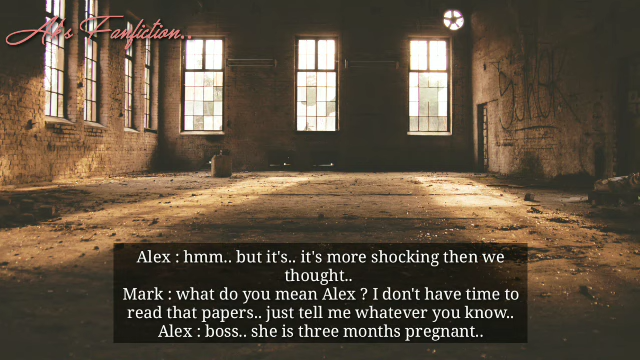 Ab's Fanfiction..
Alex : hmm.. but it's.. it's more shocking then we
thought..
Mark : what do you mean Alex ? I don't have time to
read that papers.. just tell me whatever you know..
Alex : boss.. she is three months pregnant..